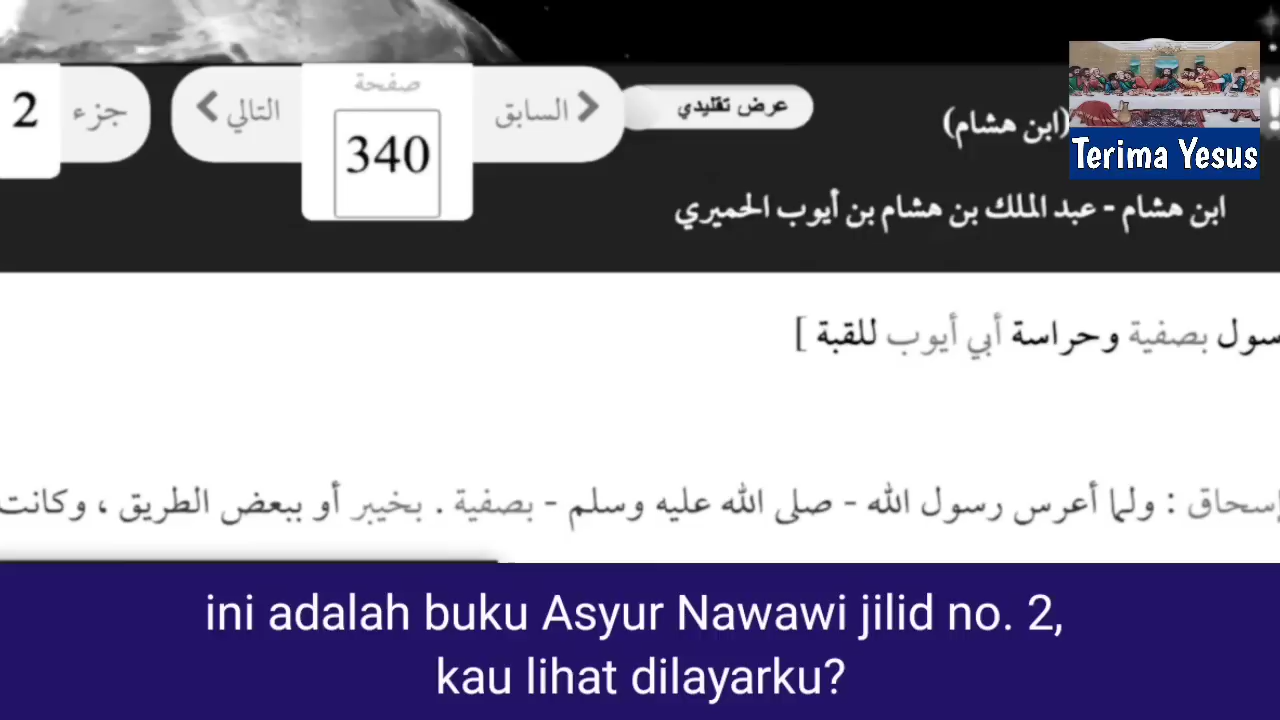 جزء 2
التالي
صفحة
340
السابق
عرض تقليدي
(ابن هشام)
Terima Yesus
ابن هشام - عبد الملك بن هشام بن أيوب الحميري
بصفية وحراسة أبي أيوب للقبة ]
إسحاق : ولما أعرس رسول الله - صلى الله عليه وسلم - بصفية . بخيبر أو ببعض الطريق ، وكانت
ini adalah buku Asyur Nawawi jilid no. 2,
kau lihat dilayarku?